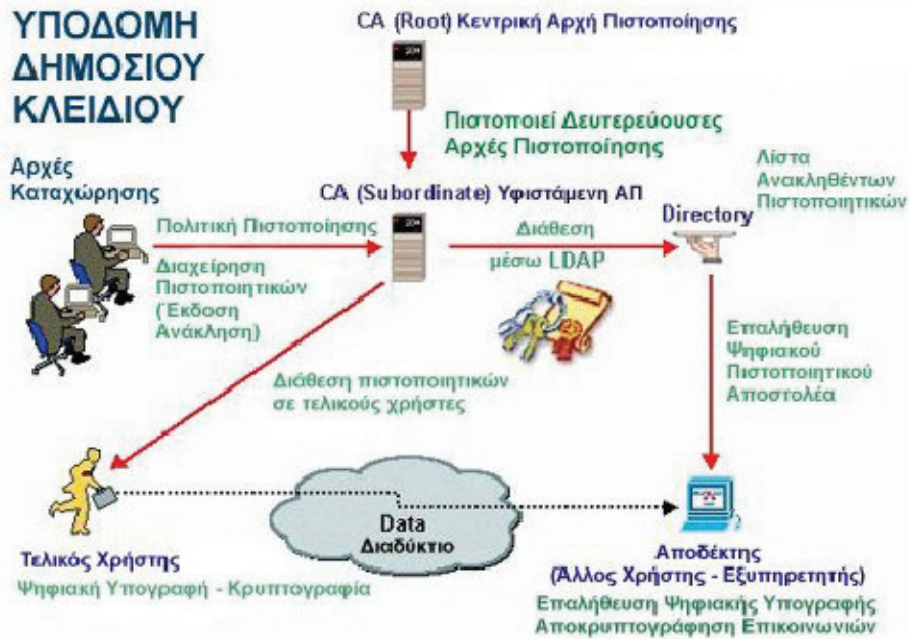 ΥΠΟΔΟΜΗ
ΔΗΜΟΣΙΟΥ
ΚΛΕΙΔΙΟΥ
CA (Root) Κεντρική Αρχή Πιστοποίησης
Πιστοποιεί Δευτερεύουσες
Αρχές Πιστοποίησης
Αρχές
Καταχώρησης
CA (Subordinate) Υφιστάμενη ΑΠ
Λίστα
Ανακληθέντων
Πιστοποιητικών
Directory
Πολιτική Πιστοποίησης
Διαχείρηση
Πιστοποιητικών
(Έκδοση
Ανάκληση)
Διάθεση
μέσω LDAP
Επαλήθευση
Ψηφιακού
Πιστοποιητικού
Αποστολέα
Διάθεση πιστοποιητικών
σε τελικούς χρήστες
Data
Διαδύκτιο
Τελικός Χρήστης
Ψηφιακή Υπογραφή - Κρυπτογραφία
Αποδέκτης
(Άλλος Χρήστης - Εξυπηρετητής)
Επαλήθευση Ψηφιακής Υπογραφής
Αποκρυπτογράφηση Επικοινωνιών